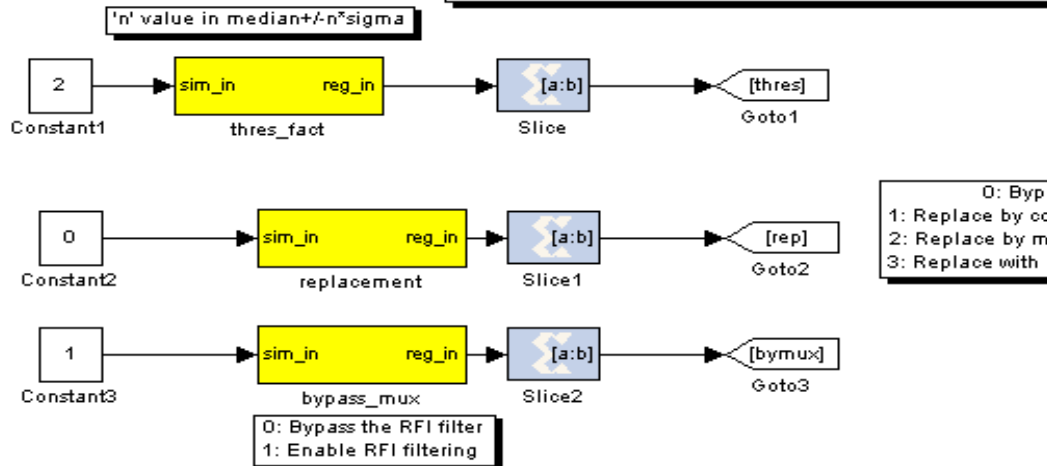 'n' value in median+/-n*sigma
2
sim_in reg_in
[a:b]
[thres]
Constant1
thres_fact
Slice
Goto1
0
sim_in reg_in
[a:b]
[rep]
Constant2
replacement
Slice1
Goto2
0: Byp
1: Replace by co
2: Replace by m
3: Replace with
1
sim_in reg_in
[a:b]
[bymux]
Constant3
bypass_mux
Slice2
Goto3
0: Bypass the RFI filter
1: Enable RFI filtering